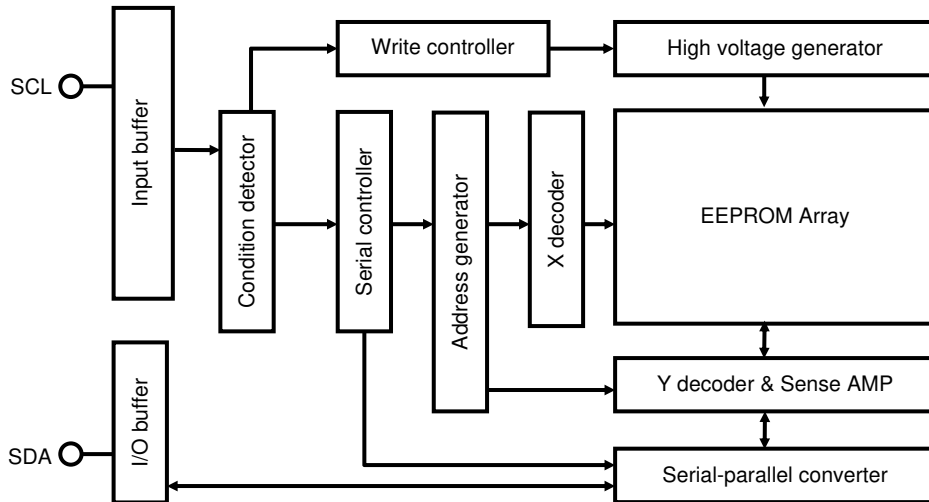 Write controller
High voltage generator
SCL
Input buffer
Condition detector
Serial controller
Address generator
X decoder
EEPROM Array
Y decoder & Sense AMP
SDA
I/O buffer
Serial-parallel converter